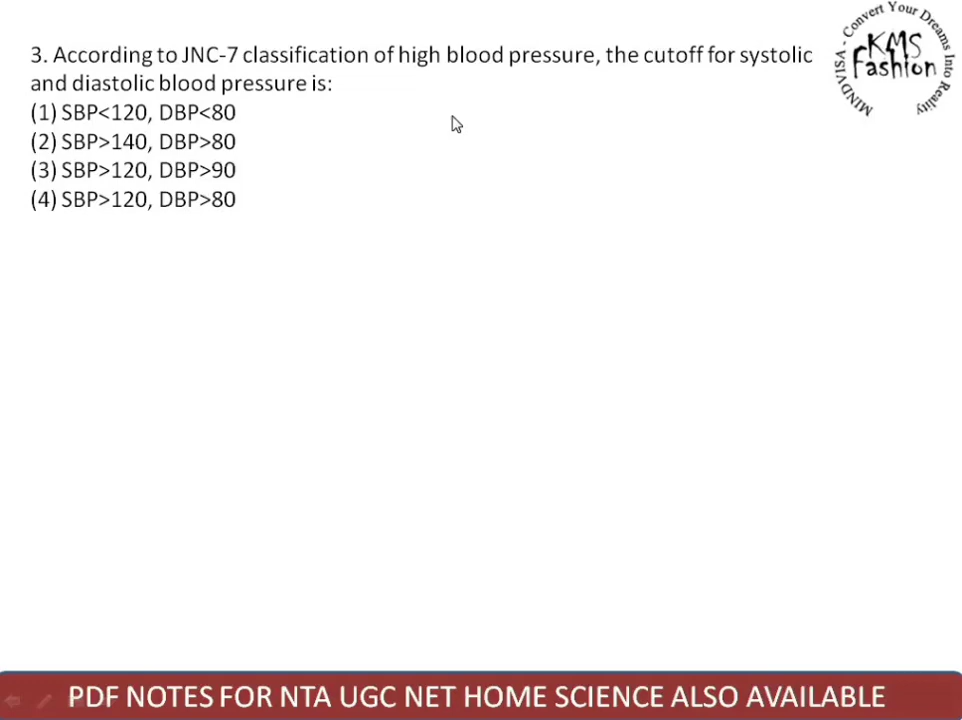 3. According to JNC-7 classification of high blood pressure, the cutoff for systolic
and diastolic blood pressure is:
(1) SBP<120, DBP<80
(2) SBP>140, DBP>80
(3) SBP>120, DBP>90
(4) SBP>120, DBP>80
MINDVISA - Convert Your Dreams Into Reality
KMS
Fashion
PDF NOTES FOR NTA UGC NET HOME SCIENCE ALSO AVAILABLE